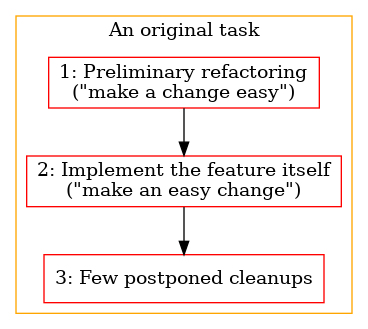 An original task
1: Preliminary refactoring
("make a change easy")
2: Implement the feature itself
("make an easy change")
3: Few postponed cleanups